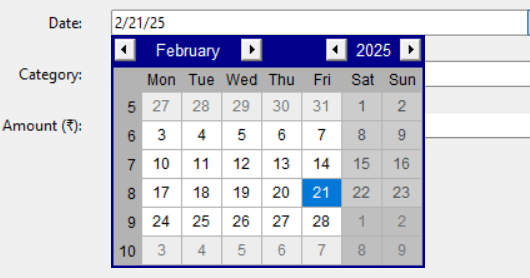 Date: 2/21/25
February 2025
Mon Tue Wed Thu Fri Sat Sun
5 27 28 29 30 31 1 2
Category:
6 3 4 5 6 7 8 9
Amount (₹):
7 10 11 12 13 14 15 16
8 17 18 19 20 21 22 23
9 24 25 26 27 28 1 2
10 3 4 5 6 7 8 9